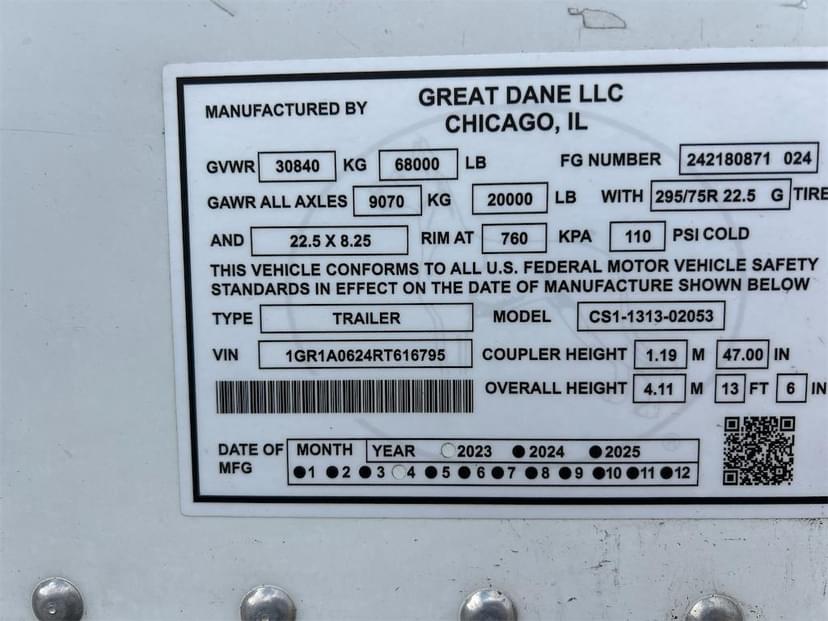 MANUFACTURED BY GREAT DANE LLC
CHICAGO, IL
GVWR 30840 KG 68000 LB FG NUMBER 242180871 024
GAWR ALL AXLES 9070 KG 20000 LB WITH 295/75R 22.5 G TIRE
AND 22.5 X 8.25 RIM AT 760 KPA 110 PSI COLD
THIS VEHICLE CONFORMS TO ALL U.S. FEDERAL MOTOR VEHICLE SAFETY
STANDARDS IN EFFECT ON THE DATE OF MANUFACTURE SHOWN BELOW
TYPE TRAILER MODEL CS1-1313-02053
VIN 1GR1A0624RT616795 COUPLER HEIGHT 1.19 M 47.00 IN
OVERALL HEIGHT 4.11 M 13 FT 6 IN
DATE OF MFG MONTH YEAR 2023 2024 2025
1 2 3 4 5 6 7 8 9 10 11 12